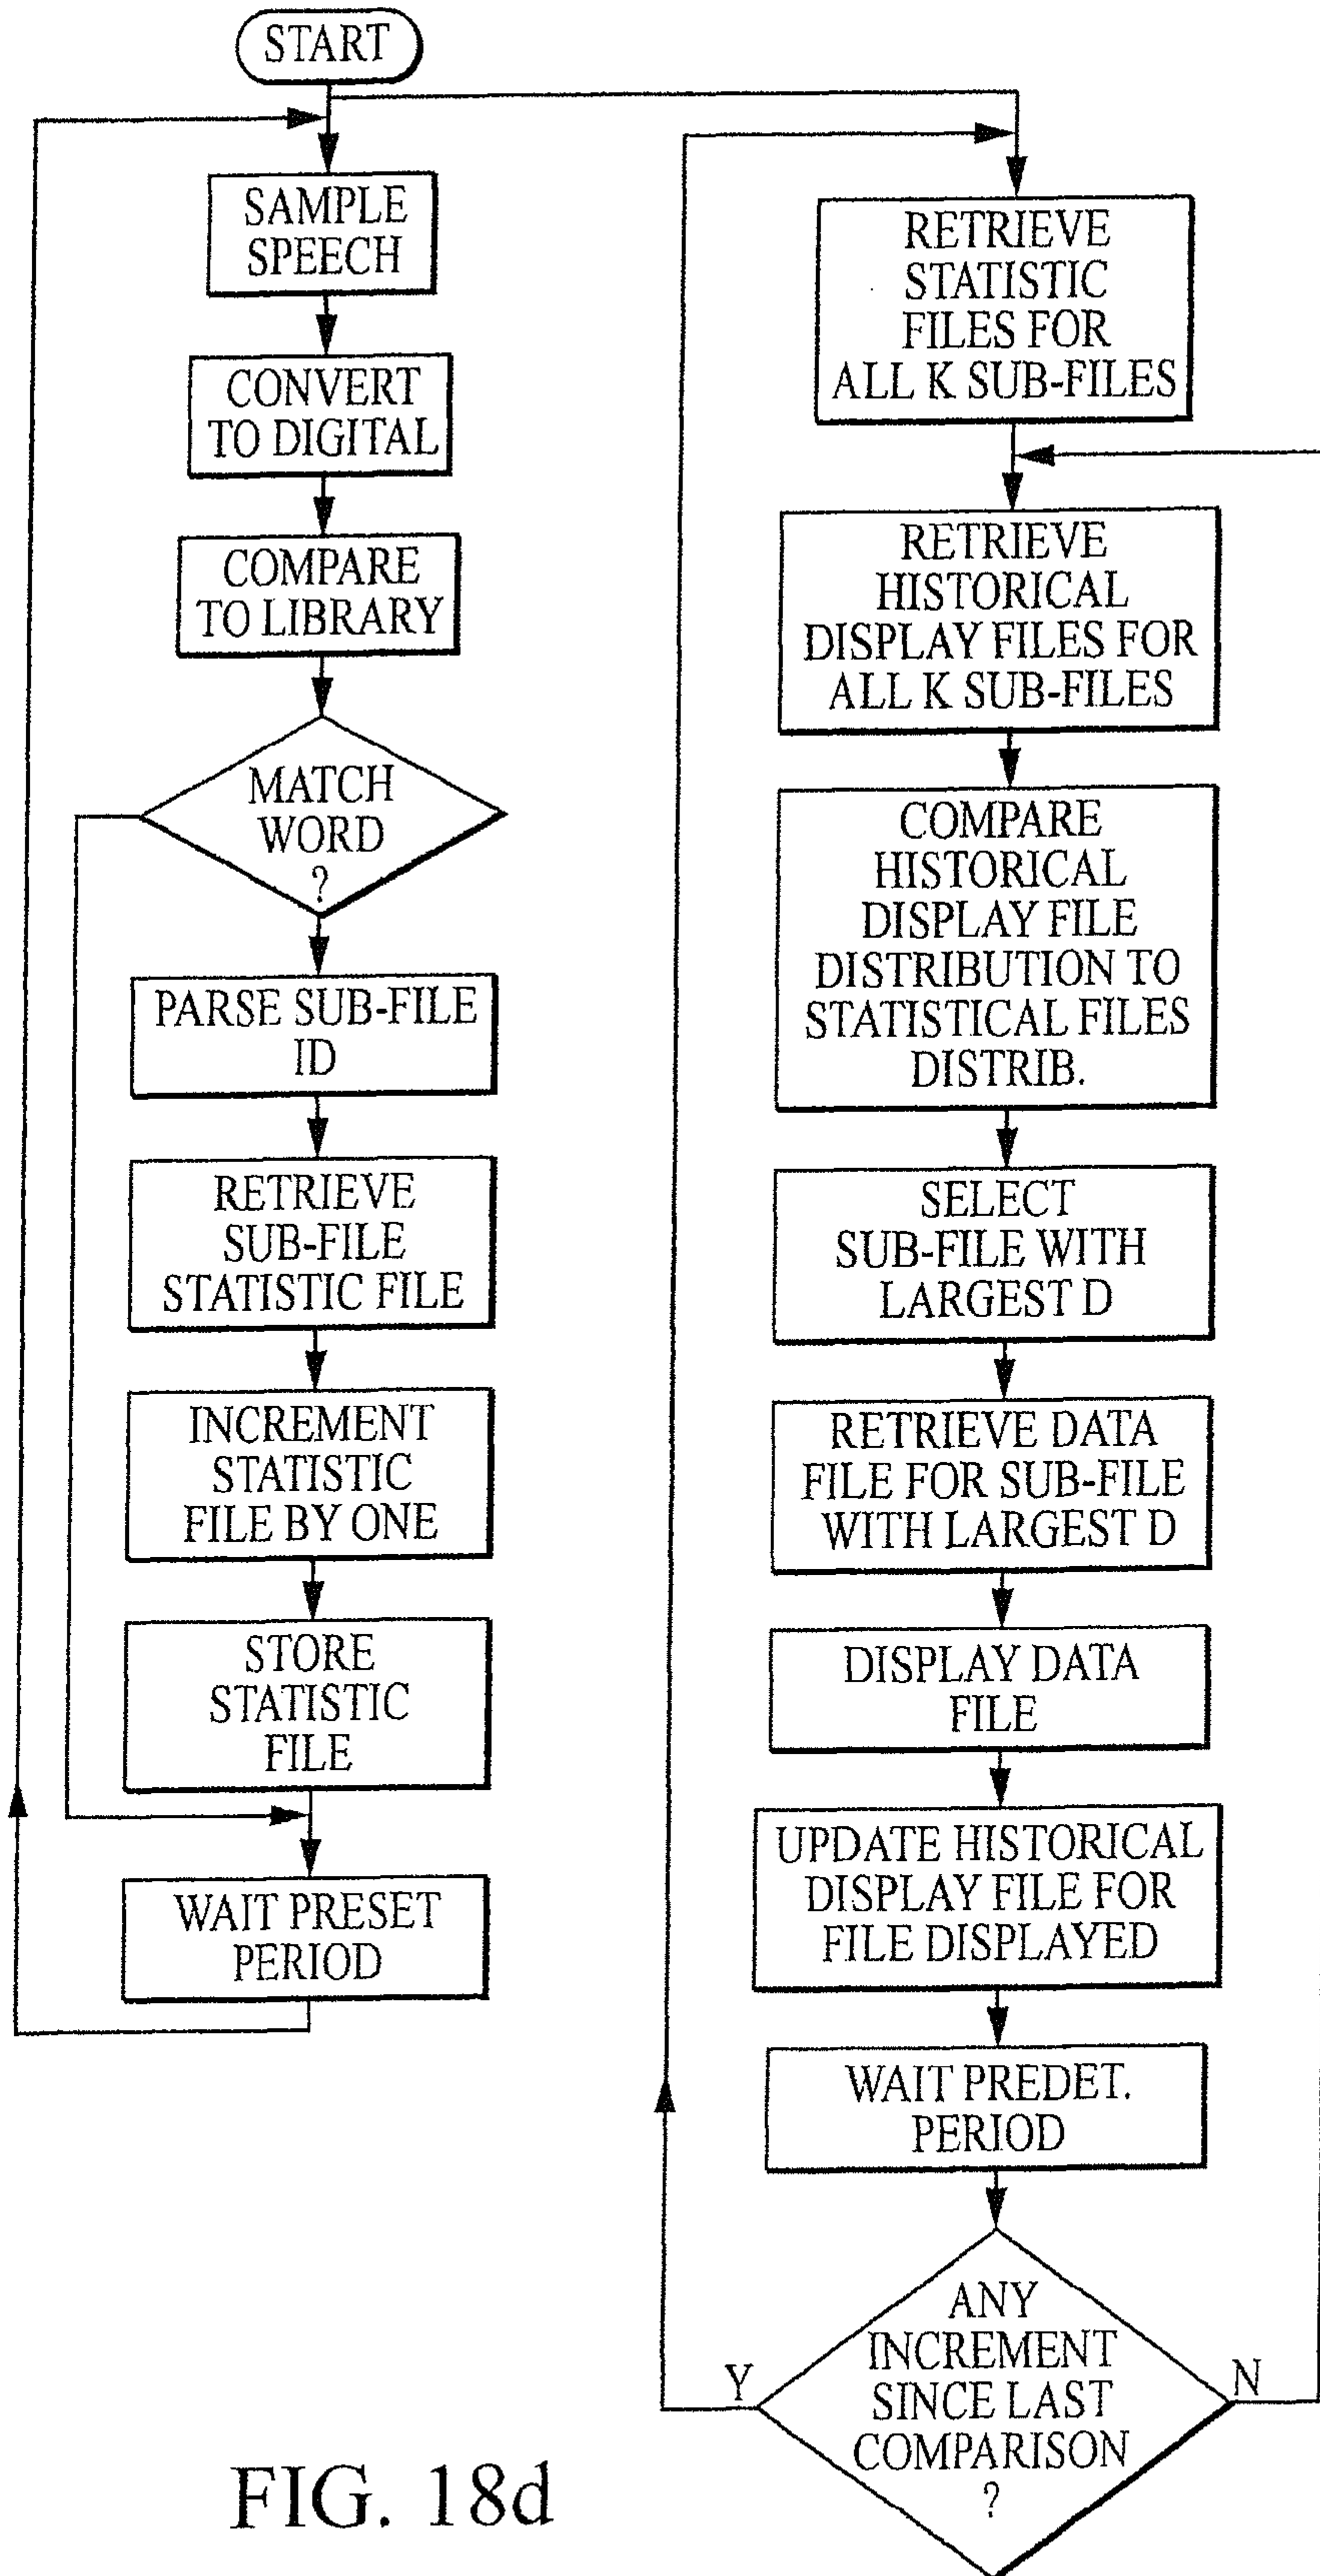 START
SAMPLE
SPEECH
CONVERT
TO DIGITAL
COMPARE
TO LIBRARY
MATCH
WORD
?
PARSE SUB-FILE
ID
RETRIEVE
SUB-FILE
STATISTIC FILE
INCREMENT
STATISTIC
FILE BY ONE
STORE
STATISTIC
FILE
WAIT PRESET
PERIOD
RETRIEVE
STATISTIC
FILES FOR
ALL K SUB-FILES
RETRIEVE
HISTORICAL
DISPLAY FILES FOR
ALL K SUB-FILES
COMPARE
HISTORICAL
DISPLAY FILE
DISTRIBUTION TO
STATISTICAL FILES
DISTRIB.
SELECT
SUB-FILE WITH
LARGEST D
RETRIEVE DATA
FILE FOR SUB-FILE
WITH LARGEST D
DISPLAY DATA
FILE
UPDATE HISTORICAL
DISPLAY FILE FOR
FILE DISPLAYED
WAIT PREDET.
PERIOD
ANY
INCREMENT
SINCE LAST
COMPARISON
?
Y
N
FIG. 18d